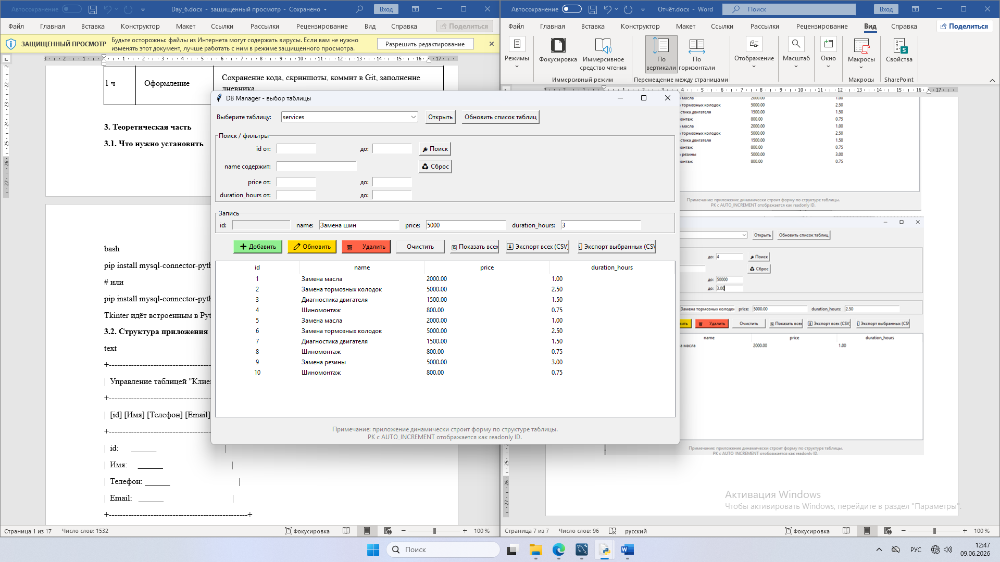 Автосохранение
Day_6.docx - защищенный просмотр - Сохранено
Вход
Файл Главная Вставка Конструктор Макет Ссылки Рассылки Рецензирование Вид Справка
Поделиться
ЗАЩИЩЕННЫЙ ПРОСМОТР
Будьте осторожны: файлы из Интернета могут содержать вирусы. Если вам не нужно
изменять этот документ, лучше работать с ним в режиме защищенного просмотра.
Разрешить редактирование
1 ч
Оформление
Сохранение кода, скриншоты, коммит в Git, заполнение
дневника
3. Теоретическая часть
3.1. Что нужно установить
bash
pip install mysql-connector-pyth
# или
pip install mysql-connector-pyth
Tkinter идёт встроенным в Pyt
3.2. Структура приложения
text
+--------------------------------------
| Управление таблицей "Клиен
+--------------------------------------
| [id] [Имя] [Телефон] [Email]
+--------------------------------------
| id: ______ |
| Имя: ______ |
| Телефон: ______ |
| Email: ______ |
+--------------------------------------------------+
Страница 1 из 17 Число слов: 1532
Фокусировка
100 %
DB Manager - выбор таблицы
Выберите таблицу: services Открыть Обновить список таблиц
Поиск / фильтры
id от: до: Поиск
name содержит: Сброс
price от: до:
duration_hours от: до:
Запись
id: name: Замена шин price: 5000 duration_hours: 3
Добавить Обновить Удалить Очистить Показать всех Экспорт всех (CSV) Экспорт выбранных (CSV
id name price duration_hours
1 Замена масла 2000.00 1.00
2 Замена тормозных колодок 5000.00 2.50
3 Диагностика двигателя 1500.00 1.50
4 Шиномонтаж 800.00 0.75
5 Замена масла 2000.00 1.00
6 Замена тормозных колодок 5000.00 2.50
7 Диагностика двигателя 1500.00 1.50
8 Шиномонтаж 800.00 0.75
9 Замена резины 5000.00 3.00
10 Шиномонтаж 800.00 0.75
Примечание: приложение динамически строит форму по структуре таблицы.
PK с AUTO_INCREMENT отображается как readonly ID.
Автосохранение
Отчёт.docx - Word
Поиск
Вход
Файл Главная Вставка Конструктор Макет Ссылки Рассылки Рецензирование Вид Справка
Поделиться
Режимы
Фокусировка
Иммерсивное
средство чтения
По
вертикали
По
горизонтали
Отображение
Масштаб
Окно
Макросы
Свойства
Иммерсивный режим
Перемещение между страницами
Макросы
SharePoint
масла 2000.00 1.00
тормозных колодок 5000.00 2.50
стика двигателя 1500.00 1.50
онтаж 800.00 0.75
масла 2000.00 1.00
тормозных колодок 5000.00 2.50
стика двигателя 1500.00 1.50
онтаж 800.00 0.75
резины 5000.00 3.00
онтаж 800.00 0.75
Примечание: приложение динамически строит форму по структуре таблицы.
PK с AUTO_INCREMENT отображается как readonly ID.
Открыть Обновить список таблиц
до: 4 Поиск
Сброс
до: 50000
до: 3.00
Замена тормозных колодок price: 5000.00 duration_hours: 2.50
вить Удалить Очистить Показать всех Экспорт всех (CSV) Экспорт выбранных (CSV
name price duration_hours
а масла 2000.00 1.00
Примечание: приложение динамически строит форму по структуре таблицы.
PK с AUTO_INCREMENT отображается как readonly ID.
Активация Windows
Чтобы активировать Windows, перейдите в раздел "Параметры".
Страница 7 из 7 Число слов: 96 русский
Фокусировка
100 %
Поиск
РУС
12:47
09.06.2026